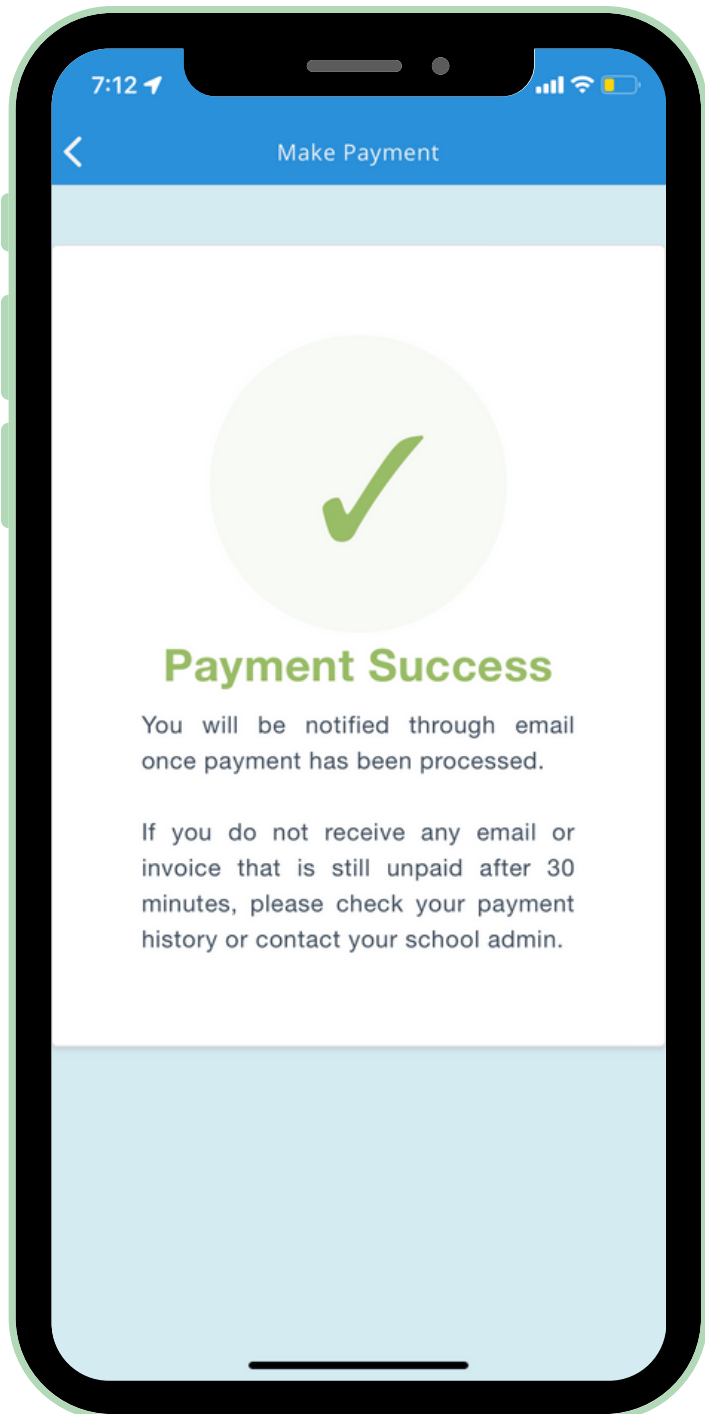 7:12
Make Payment
Payment Success
You will be notified through email
once payment has been processed.
If you do not receive any email or
invoice that is still unpaid after 30
minutes, please check your payment
history or contact your school admin.